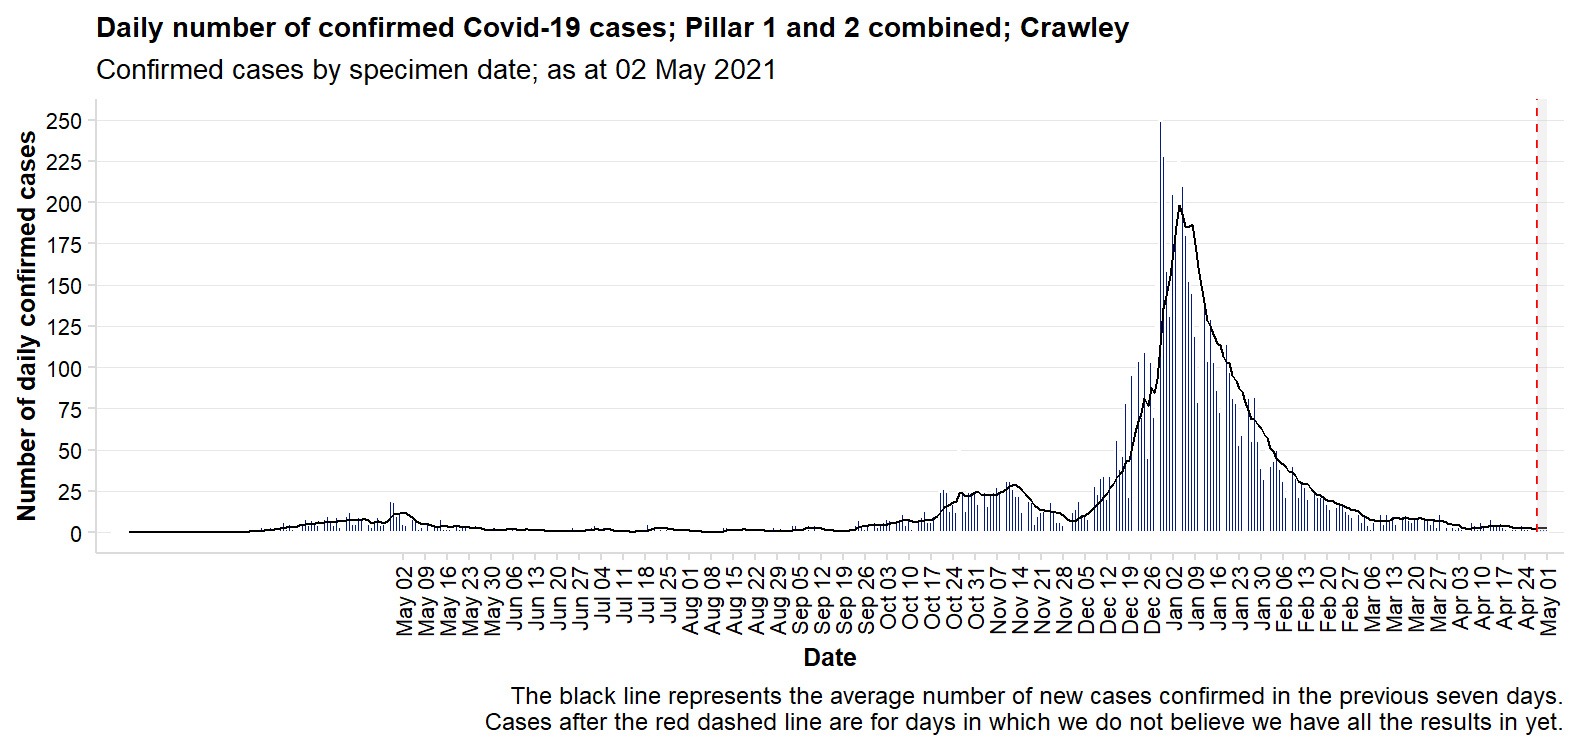 Daily number of confirmed Covid-19 cases; Pillar 1 and 2 combined; Crawley
Confirmed cases by specimen date; as at 02 May 2021
Number of daily confirmed cases
250
225
200
175
150
125
100
75
50
25
0
May 02
May 09
May 16
May 23
May 30
Jun 06
Jun 13
Jun 20
Jun 27
Jul 04
Jul 11
Jul 18
Jul 25
Aug 01
Aug 08
Aug 15
Aug 22
Aug 29
Sep 05
Sep 12
Sep 19
Sep 26
Oct 03
Oct 10
Oct 17
Oct 24
Oct 31
Nov 07
Nov 14
Nov 21
Nov 28
Dec 05
Dec 12
Dec 19
Dec 26
Jan 02
Jan 09
Jan 16
Jan 23
Jan 30
Feb 06
Feb 13
Feb 20
Feb 27
Mar 06
Mar 13
Mar 20
Mar 27
Apr 03
Apr 10
Apr 17
Apr 24
May 01
Date
The black line represents the average number of new cases confirmed in the previous seven days.
Cases after the red dashed line are for days in which we do not believe we have all the results in yet.